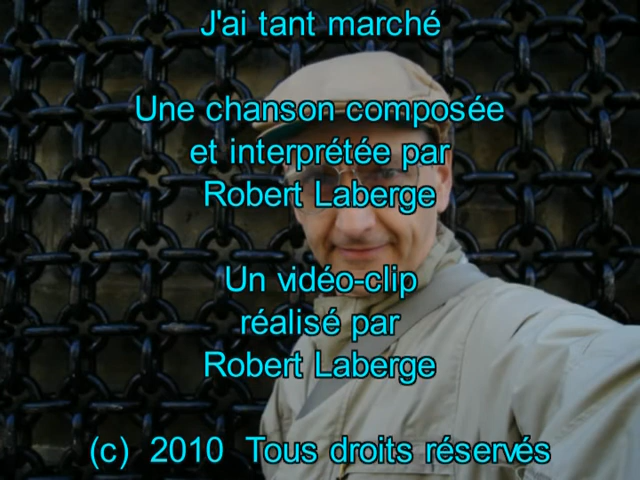 J'ai tant marché
Une chanson composée
et interprétée par
Robert Laberge
Un vidéo-clip
réalisé par
Robert Laberge
(c) 2010 Tous droits réservés